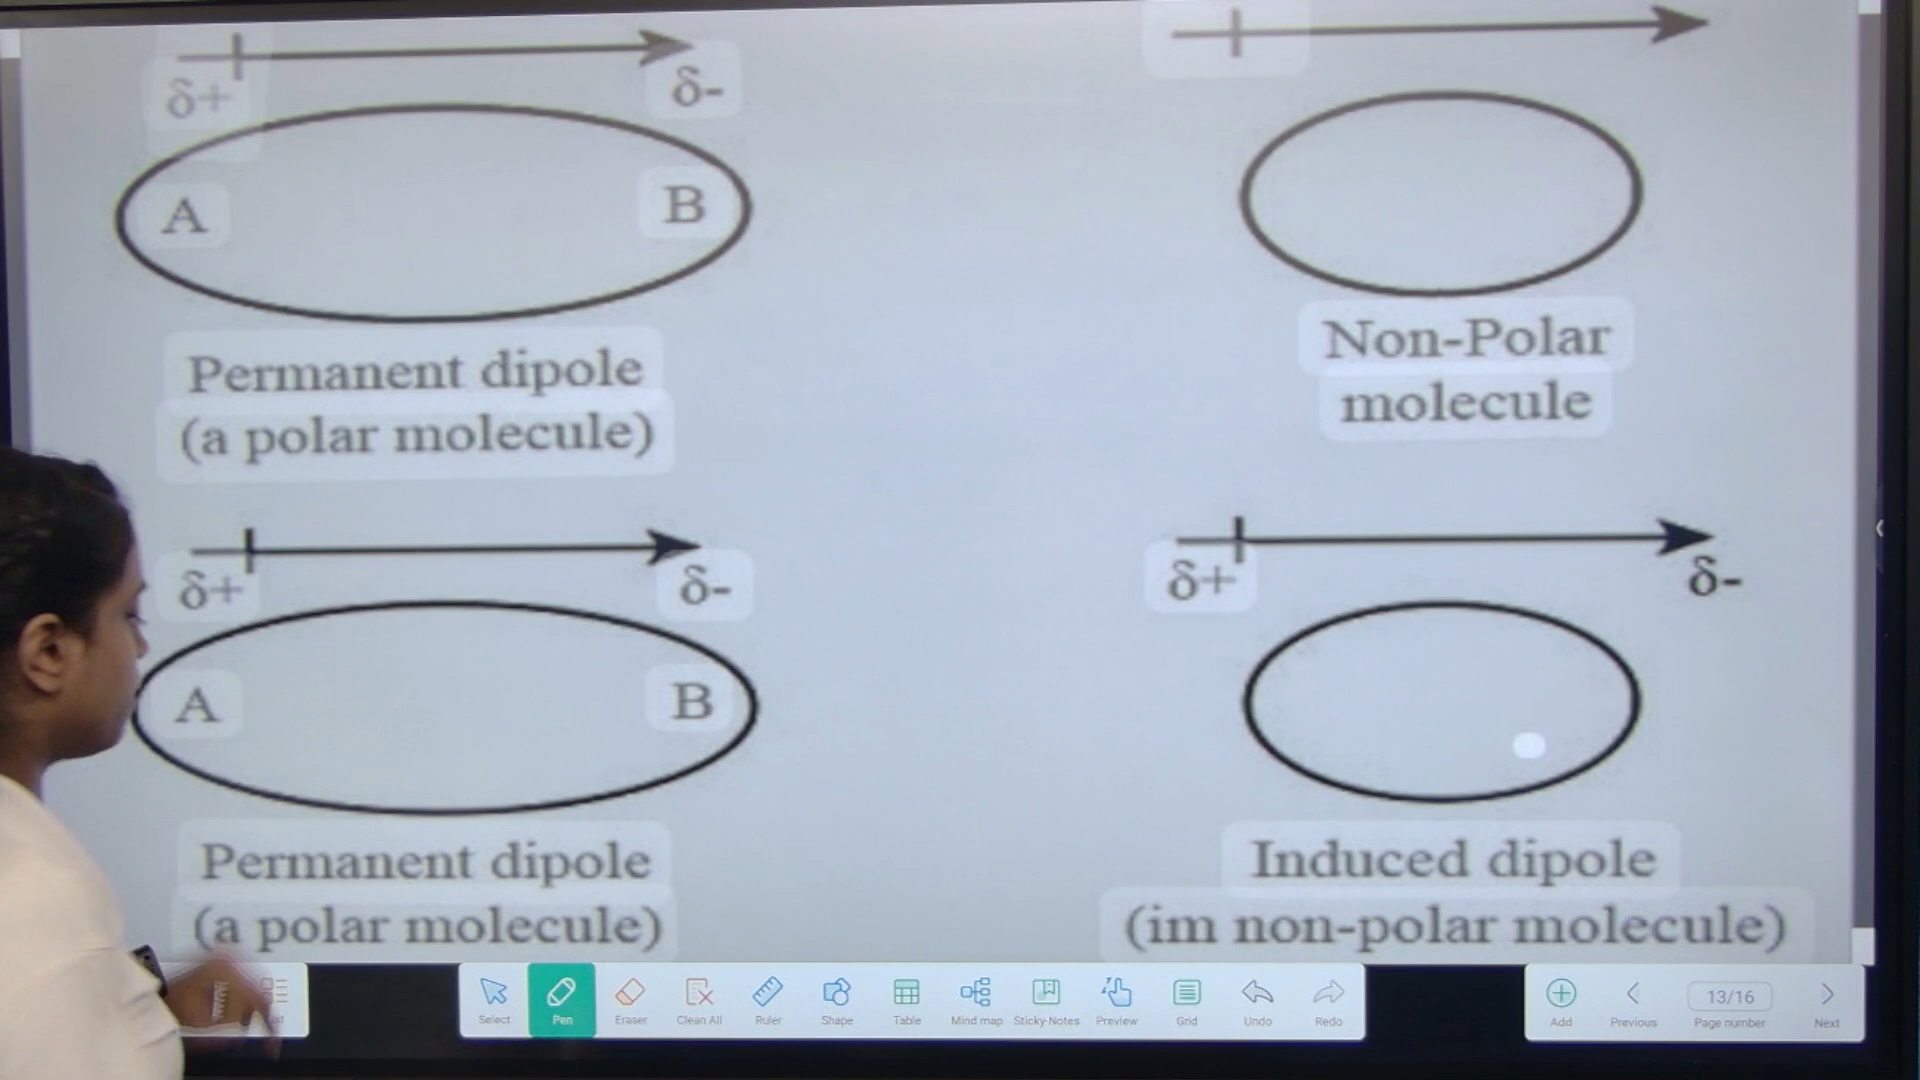 δ+ δ-
A B
Permanent dipole
(a polar molecule)
Non-Polar
molecule
δ+ δ-
A B
Permanent dipole
(a polar molecule)
δ+ δ-
Induced dipole
(im non-polar molecule)
Select Pen Eraser Clean All Ruler Shape Table Mind map Sticky-Notes Preview Grid Undo Redo
13/16
Add Previous Page number Next